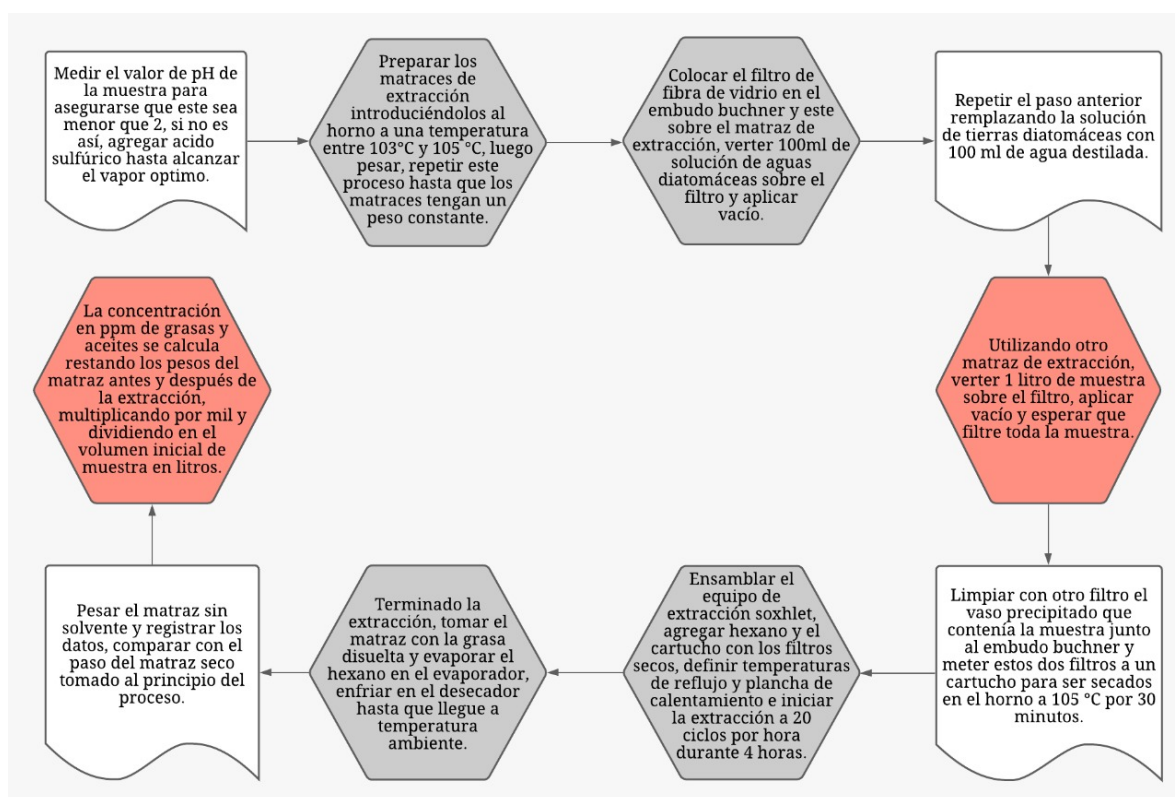 Medir el valor de pH de
la muestra para
asegurarse que este sea
menor que 2, si no es
así, agregar acido
sulfúrico hasta alcanzar
el vapor optimo.
Preparar los
matraces de
extracción
introduciéndolos al
horno a una temperatura
entre 103°C y 105 °C, luego
pesar, repetir este
proceso hasta que los
matraces tengan un
peso constante.
Colocar el filtro de
fibra de vidrio en el
embudo buchner y este
sobre el matraz de
extracción, verter 100ml de
solución de aguas
diatomáceas sobre el
filtro y aplicar
vacío.
Repetir el paso anterior
remplazando la solución
de tierras diatomáceas con
100 ml de agua destilada.
Utilizando otro
matraz de extracción,
verter 1 litro de muestra
sobre el filtro, aplicar
vacío y esperar que
filtre toda la muestra.
Limpiar con otro filtro el
vaso precipitado que
contenía la muestra junto
al embudo buchner y
meter estos dos filtros a un
cartucho para ser secados
en el horno a 105 °C por 30
minutos.
Ensamblar el
equipo de
extracción soxhlet,
agregar hexano y el
cartucho con los filtros
secos, definir temperaturas
de reflujo y plancha de
calentamiento e iniciar
la extracción a 20
ciclos por hora
durante 4 horas.
Terminado la
extracción, tomar el
matraz con la grasa
disuelta y evaporar el
hexano en el evaporador,
enfriar en el desecador
hasta que llegue a
temperatura
ambiente.
Pesar el matraz sin
solvente y registrar los
datos, comparar con el
paso del matraz seco
tomado al principio del
proceso.
La concentración
en ppm de grasas y
aceites se calcula
restando los pesos del
matraz antes y después de
la extracción,
multiplicando por mil y
dividiendo en el
volumen inicial de
muestra en litros.